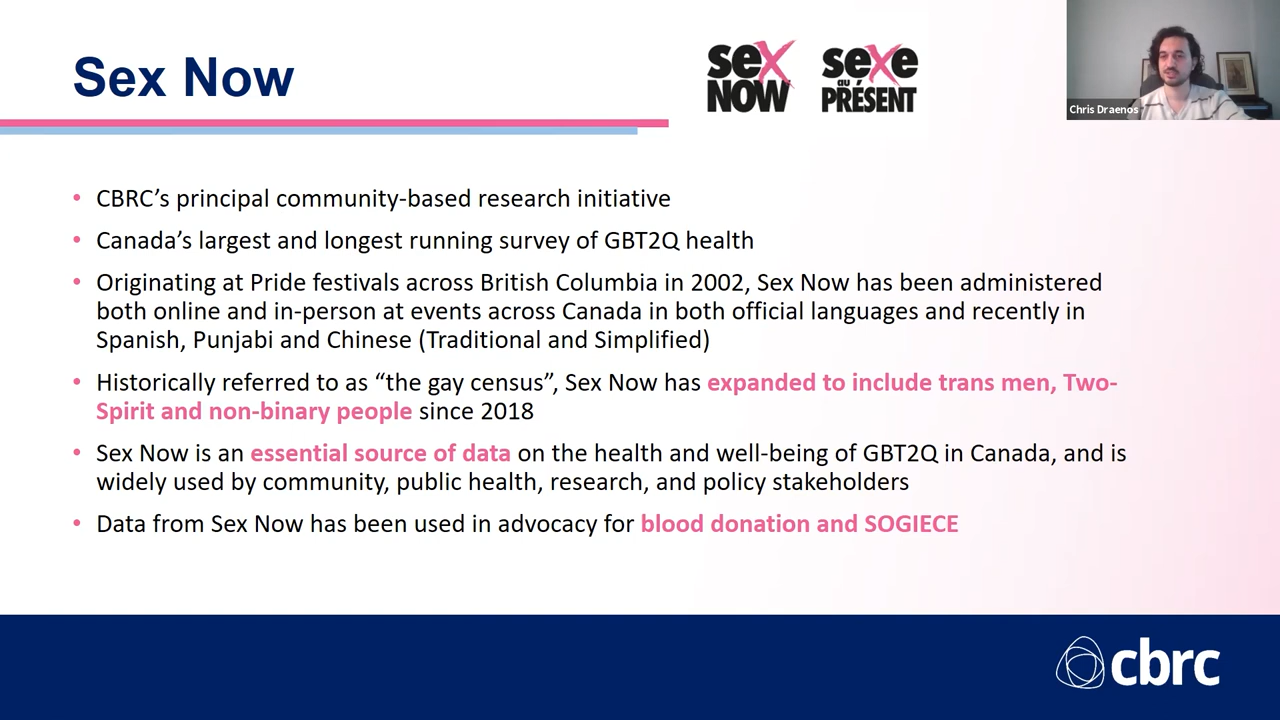 Sex Now
sex NOW
sexe au PRÉSENT
Chris Draenos
• CBRC’s principal community-based research initiative
• Canada’s largest and longest running survey of GBT2Q health
• Originating at Pride festivals across British Columbia in 2002, Sex Now has been administered
both online and in-person at events across Canada in both official languages and recently in
Spanish, Punjabi and Chinese (Traditional and Simplified)
• Historically referred to as “the gay census”, Sex Now has expanded to include trans men, Two-
Spirit and non-binary people since 2018
• Sex Now is an essential source of data on the health and well-being of GBT2Q in Canada, and is
widely used by community, public health, research, and policy stakeholders
• Data from Sex Now has been used in advocacy for blood donation and SOGIECE
cbrc